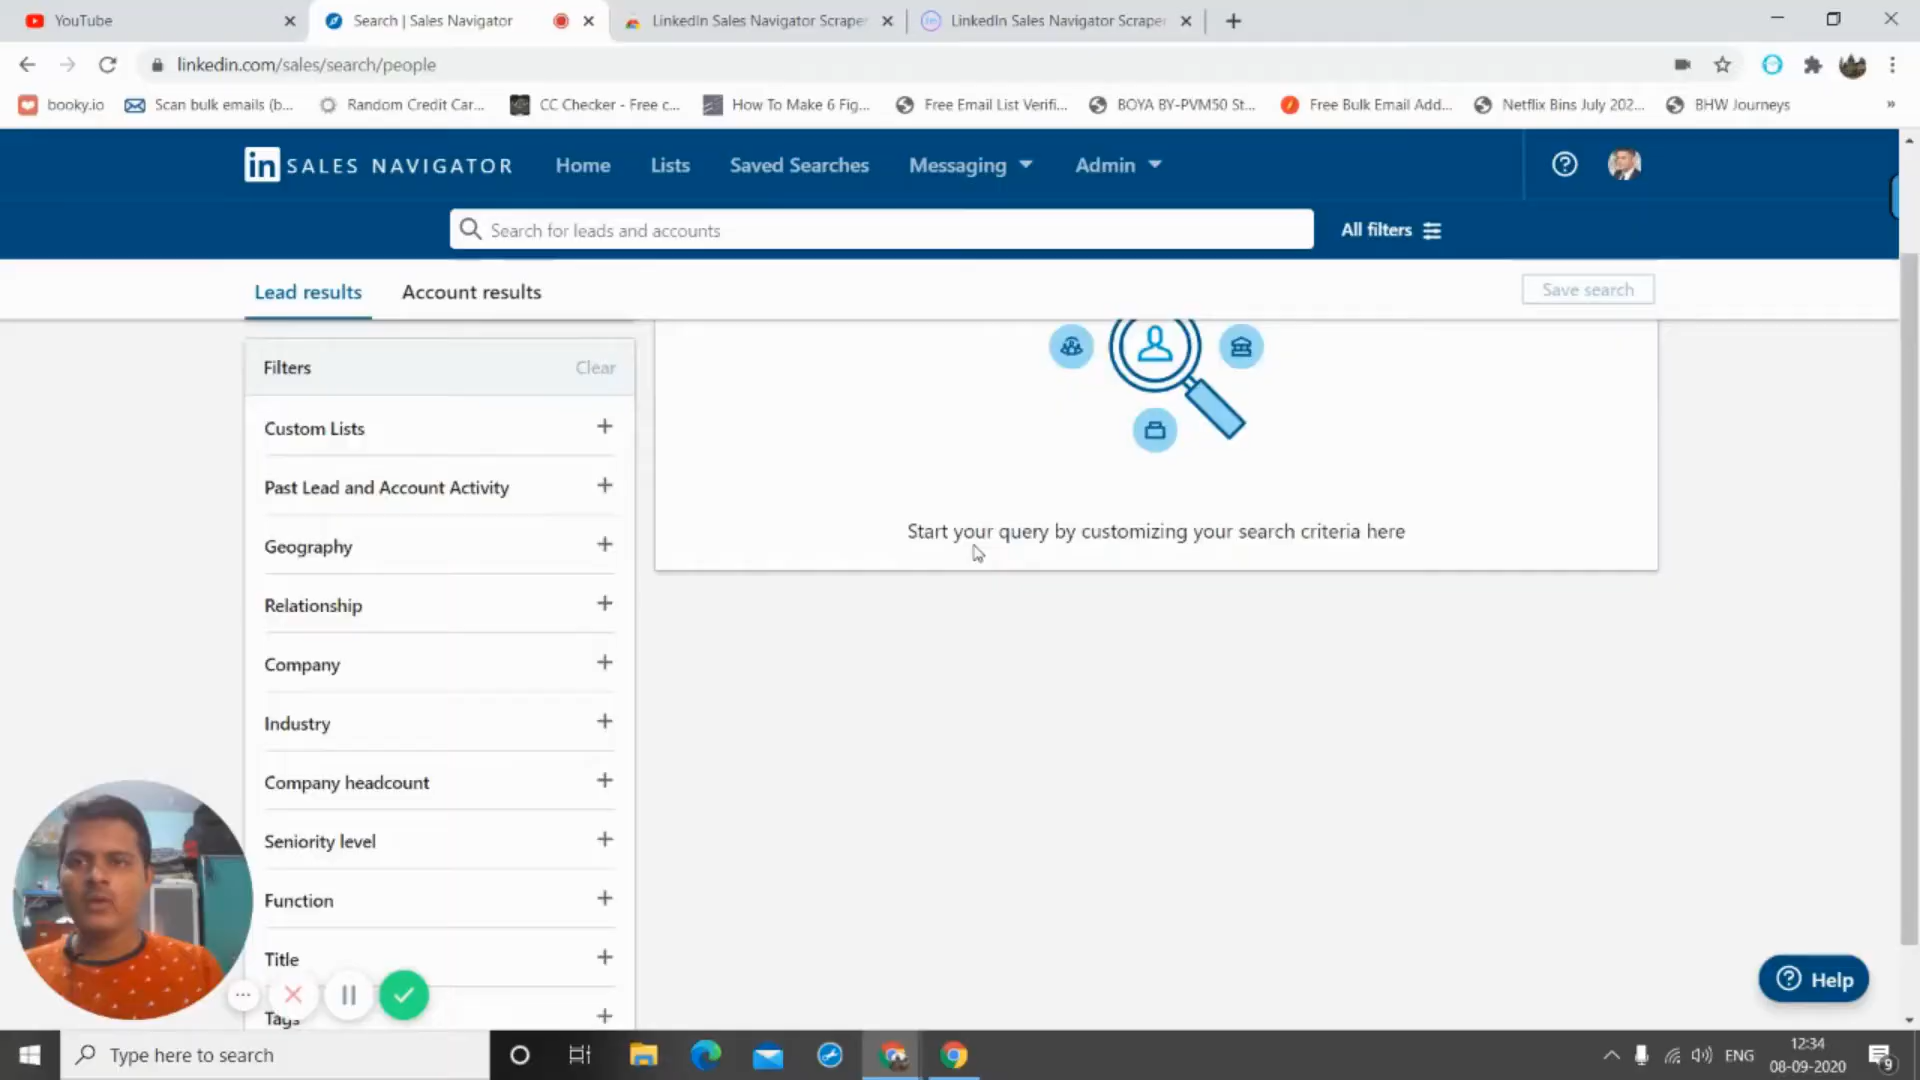 YouTube
Search | Sales Navigator
LinkedIn Sales Navigator Scraper
LinkedIn Sales Navigator Scraper
linkedin.com/sales/search/people
booky.io
Scan bulk emails (b...
Random Credit Car...
CC Checker - Free c...
How To Make 6 Fig...
Free Email List Verifi...
BOYA BY-PVM50 St...
Free Bulk Email Add...
Netflix Bins July 202...
BHW Journeys
»
in SALES NAVIGATOR
Home
Lists
Saved Searches
Messaging
Admin
Search for leads and accounts
All filters
Lead results
Account results
Save search
Filters
Clear
Custom Lists
Past Lead and Account Activity
Geography
Relationship
Company
Industry
Company headcount
Seniority level
Function
Title
Tags
Start your query by customizing your search criteria here
Help
Type here to search
ENG
12:34
08-09-2020
9